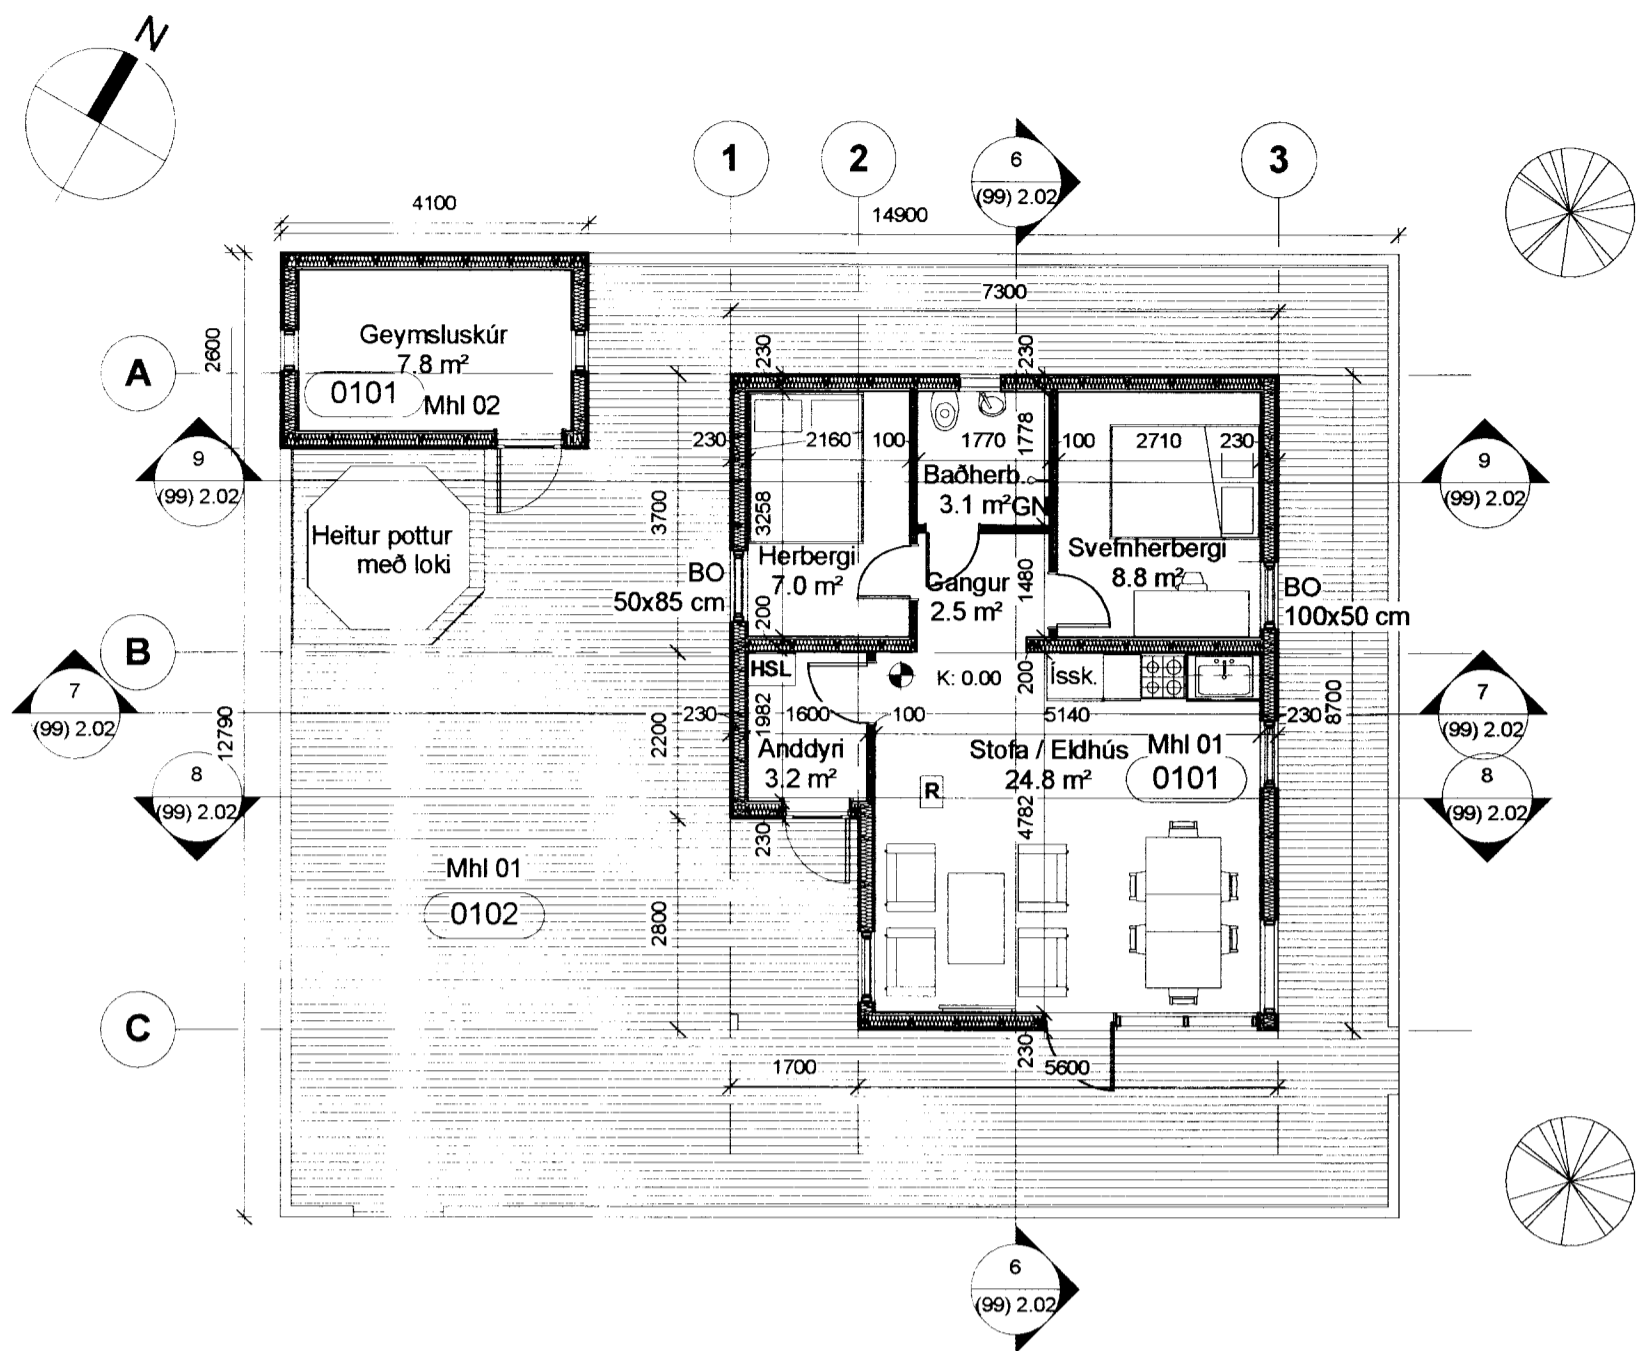 N
1
2
3
6
(99) 2.02
4100
14900
7300
2600
230
230
A
Geymsluskúr
7.8 m²
0101
Mhl 02
9
(99) 2.02
230
2160
100
1770
1778
100
2710
230
9
(99) 2.02
Baðherb.
3.1 m²
GN
3700
3258
Heitur pottur
með loki
Herbergi
7.0 m²
Gangur
2.5 m²
1480
Svefnherbergi
8.8 m²
BO
50x85 cm
BO
100x50 cm
200
B
HSL
K: 0.00
200
Íssk.
7
(99) 2.02
7
(99) 2.02
12790
2200
230
1982
1600
100
5140
230
8700
Anddyri
3.2 m²
Stofa / Eldhús
24.8 m²
Mhl 01
0101
8
(99) 2.02
8
(99) 2.02
R
4782
230
Mhl 01
0102
2800
C
230
1700
5600
6
(99) 2.02